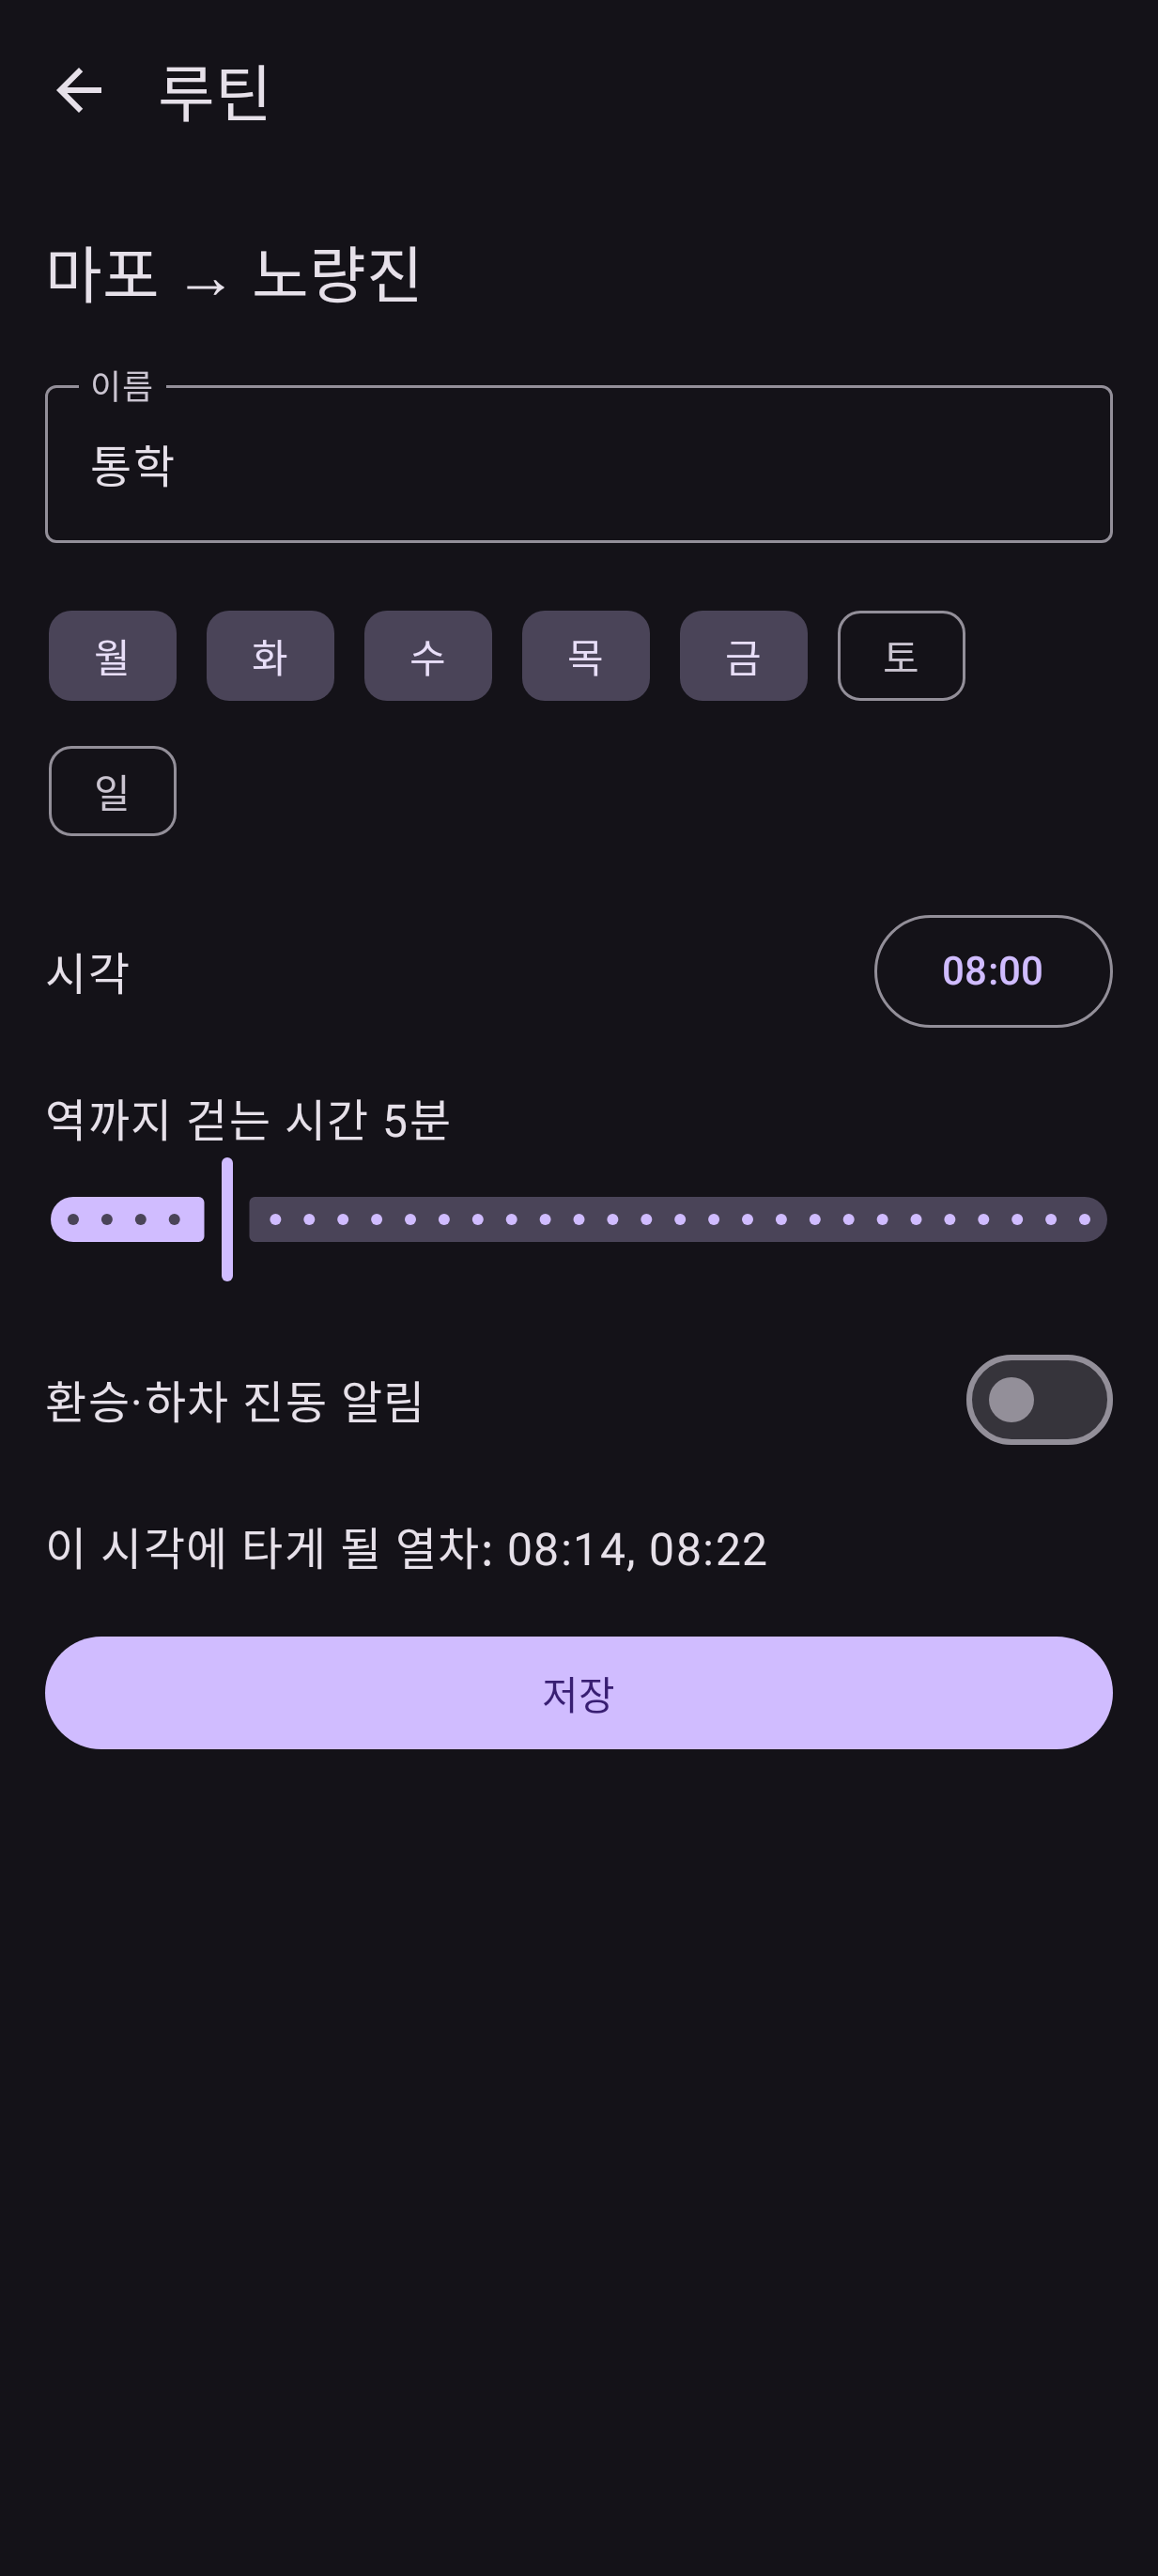 루틴
마포 → 노량진
이름
통학
월 화 수 목 금 토
일
시각 08:00
역까지 걷는 시간 5분
환승·하차 진동 알림
이 시각에 타게 될 열차: 08:14, 08:22
저장